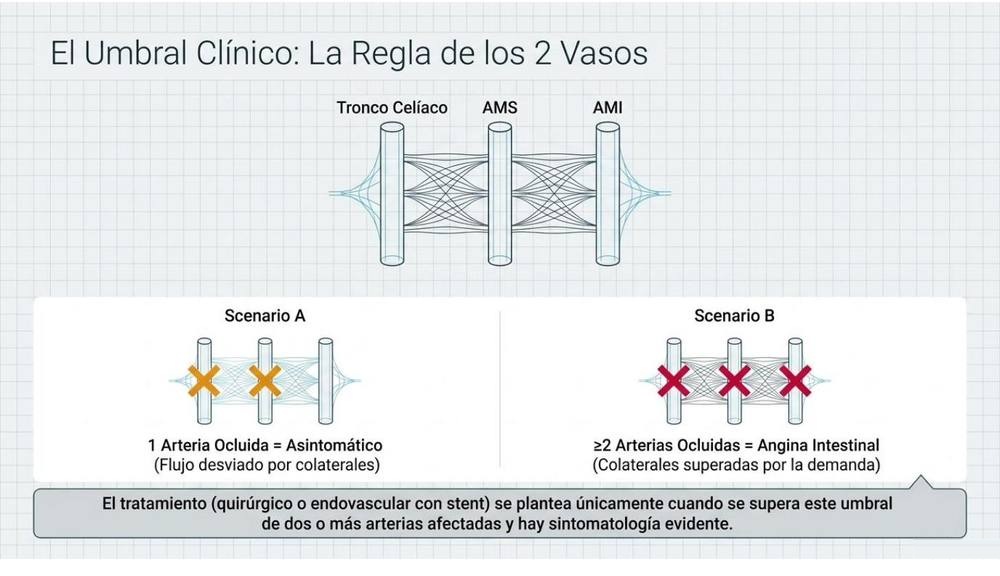 El Umbral Clínico: La Regla de los 2 Vasos
Tronco Celíaco AMS AMI
Scenario A
1 Arteria Ocluida = Asintomático
(Flujo desviado por colaterales)
Scenario B
≥2 Arterias Ocluidas = Angina Intestinal
(Colaterales superadas por la demanda)
El tratamiento (quirúrgico o endovascular con stent) se plantea únicamente cuando se supera este umbral
de dos o más arterias afectadas y hay sintomatología evidente.